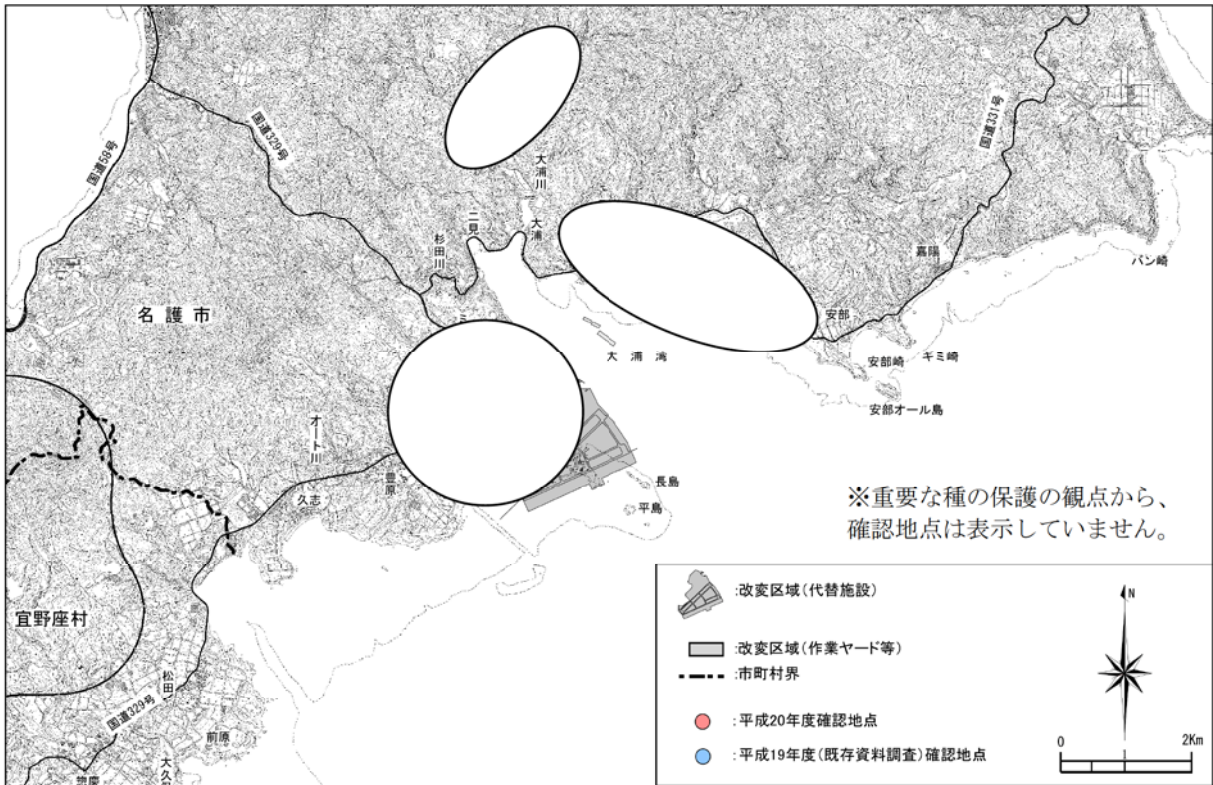 国道58号
国道329号
国道331号
大浦川
二見
大浦
杉田川
嘉陽
バン崎
名護市
安部
大浦湾
安部崎
ギミ崎
安部オール島
オート川
豊原
久志
長島
平島
※重要な種の保護の観点から、
確認地点は表示していません。
宜野座村
松田
国道329号
前原
惣慶
:改変区域(代替施設)
:改変区域(作業ヤード等)
:市町村界
:平成20年度確認地点
:平成19年度(既存資料調査)確認地点
N
0
2Km